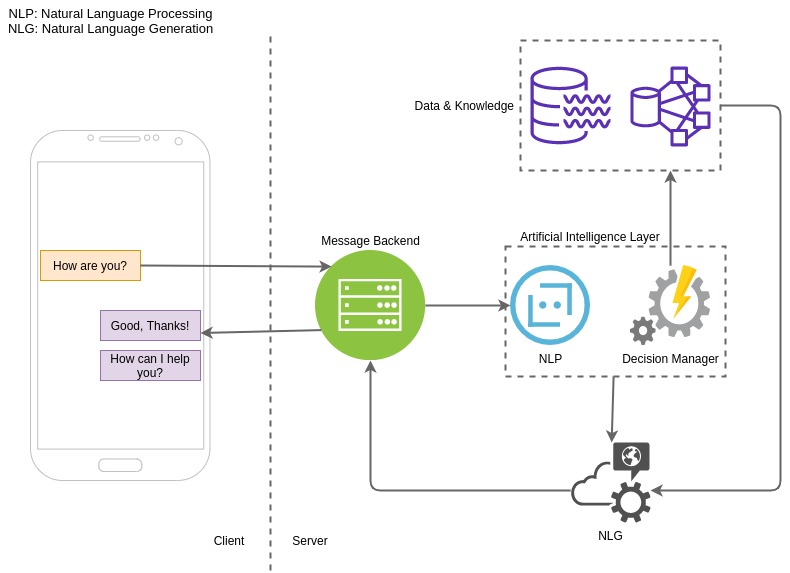 NLP: Natural Language Processing
NLG: Natural Language Generation
Data & Knowledge
Message Backend
Artificial Intelligence Layer
How are you?
Good, Thanks!
How can I help
you?
NLP
Decision Manager
NLG
Client
Server